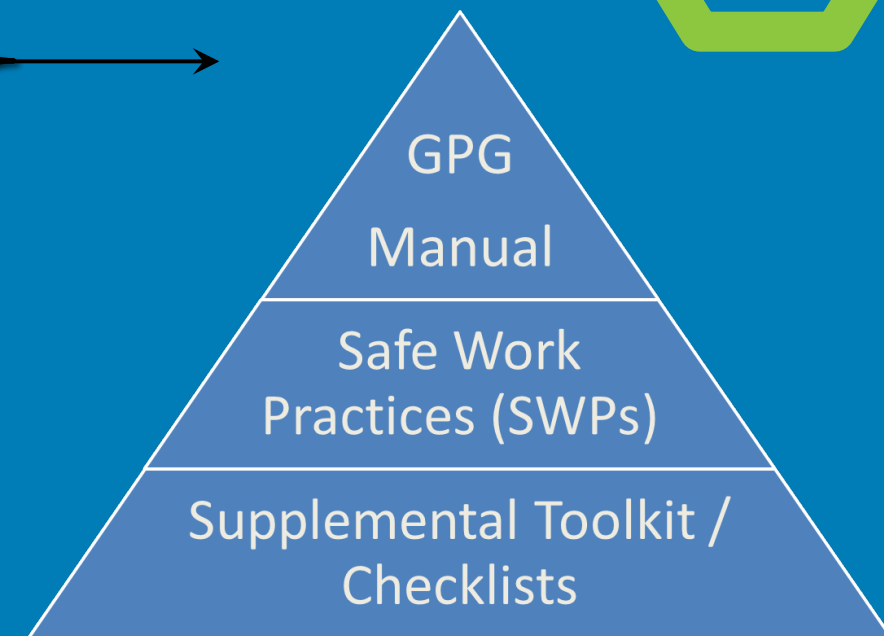 GPG
Manual
Safe Work
Practices (SWPs)
Supplemental Toolkit /
Checklists